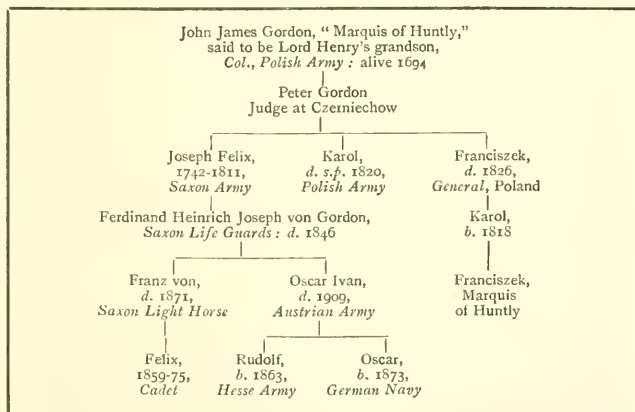 John James Gordon, “ Marquis of Huntly,”
said to be Lord Henry's grandson,
Col., Polish Army : alive 1694
Peter Gordon
Judge at Czerniechow
Joseph Felix,
1742-1811,
Saxon Army
Karol,
d. s.p. 1820,
Polish Army
Franciszek,
d. 1826,
General, Poland
Ferdinand Heinrich Joseph von Gordon,
Saxon Life Guards : d. 1846
Karol,
b. 1818
Franz von,
d. 1871,
Saxon Light Horse
Oscar Ivan,
d. 1909,
Austrian Army
Franciszek,
Marquis
of Huntly
Felix,
1859-75,
Cadet
Rudolf,
b. 1863,
Hesse Army
Oscar,
b. 1873,
German Navy